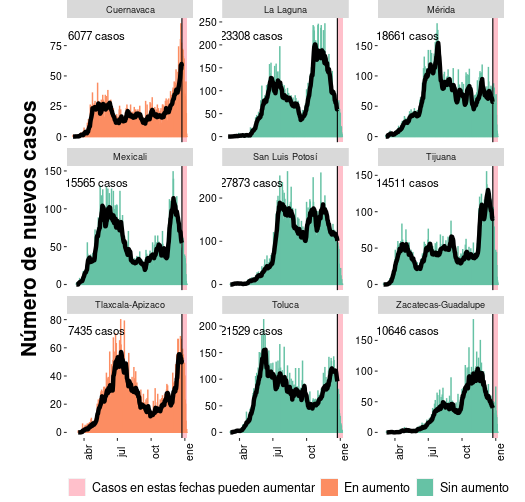 Número de nuevos casos
Cuernavaca
La Laguna
Mérida
6077 casos
23308 casos
18661 casos
75
50
25
0
250
200
150
100
50
0
150
100
50
0
Mexicali
San Luis Potosí
Tijuana
15565 casos
27873 casos
14511 casos
150
100
50
0
200
100
0
150
100
50
0
Tlaxcala-Apizaco
Toluca
Zacatecas-Guadalupe
7435 casos
21529 casos
10646 casos
80
60
40
20
0
200
150
100
50
0
150
100
50
0
abr
jul
oct
ene
abr
jul
oct
ene
abr
jul
oct
ene
Casos en estas fechas pueden aumentar
En aumento
Sin aumento